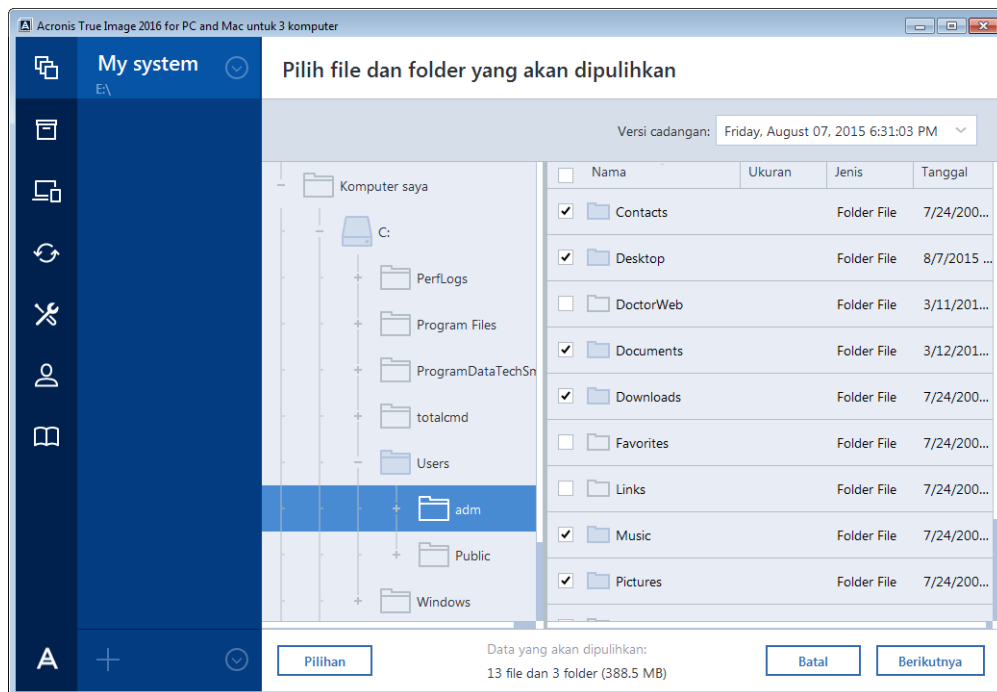 Acronis True Image 2016 for PC and Mac untuk 3 komputer
My system
E:\
Pilih file dan folder yang akan dipulihkan
Versi cadangan: Friday, August 07, 2015 6:31:03 PM
Komputer saya
C:
PerfLogs
Program Files
ProgramDataTechSm
totalcmd
Users
adm
Public
Windows
Nama Ukuran Jenis Tanggal
Contacts Folder File 7/24/200...
Desktop Folder File 8/7/2015 ...
DoctorWeb Folder File 3/11/201...
Documents Folder File 3/12/201...
Downloads Folder File 7/24/200...
Favorites Folder File 7/24/200...
Links Folder File 7/24/200...
Music Folder File 7/24/200...
Pictures Folder File 7/24/200...
A
Pilihan
Data yang akan dipulihkan:
13 file dan 3 folder (388.5 MB)
Batal
Berikutnya